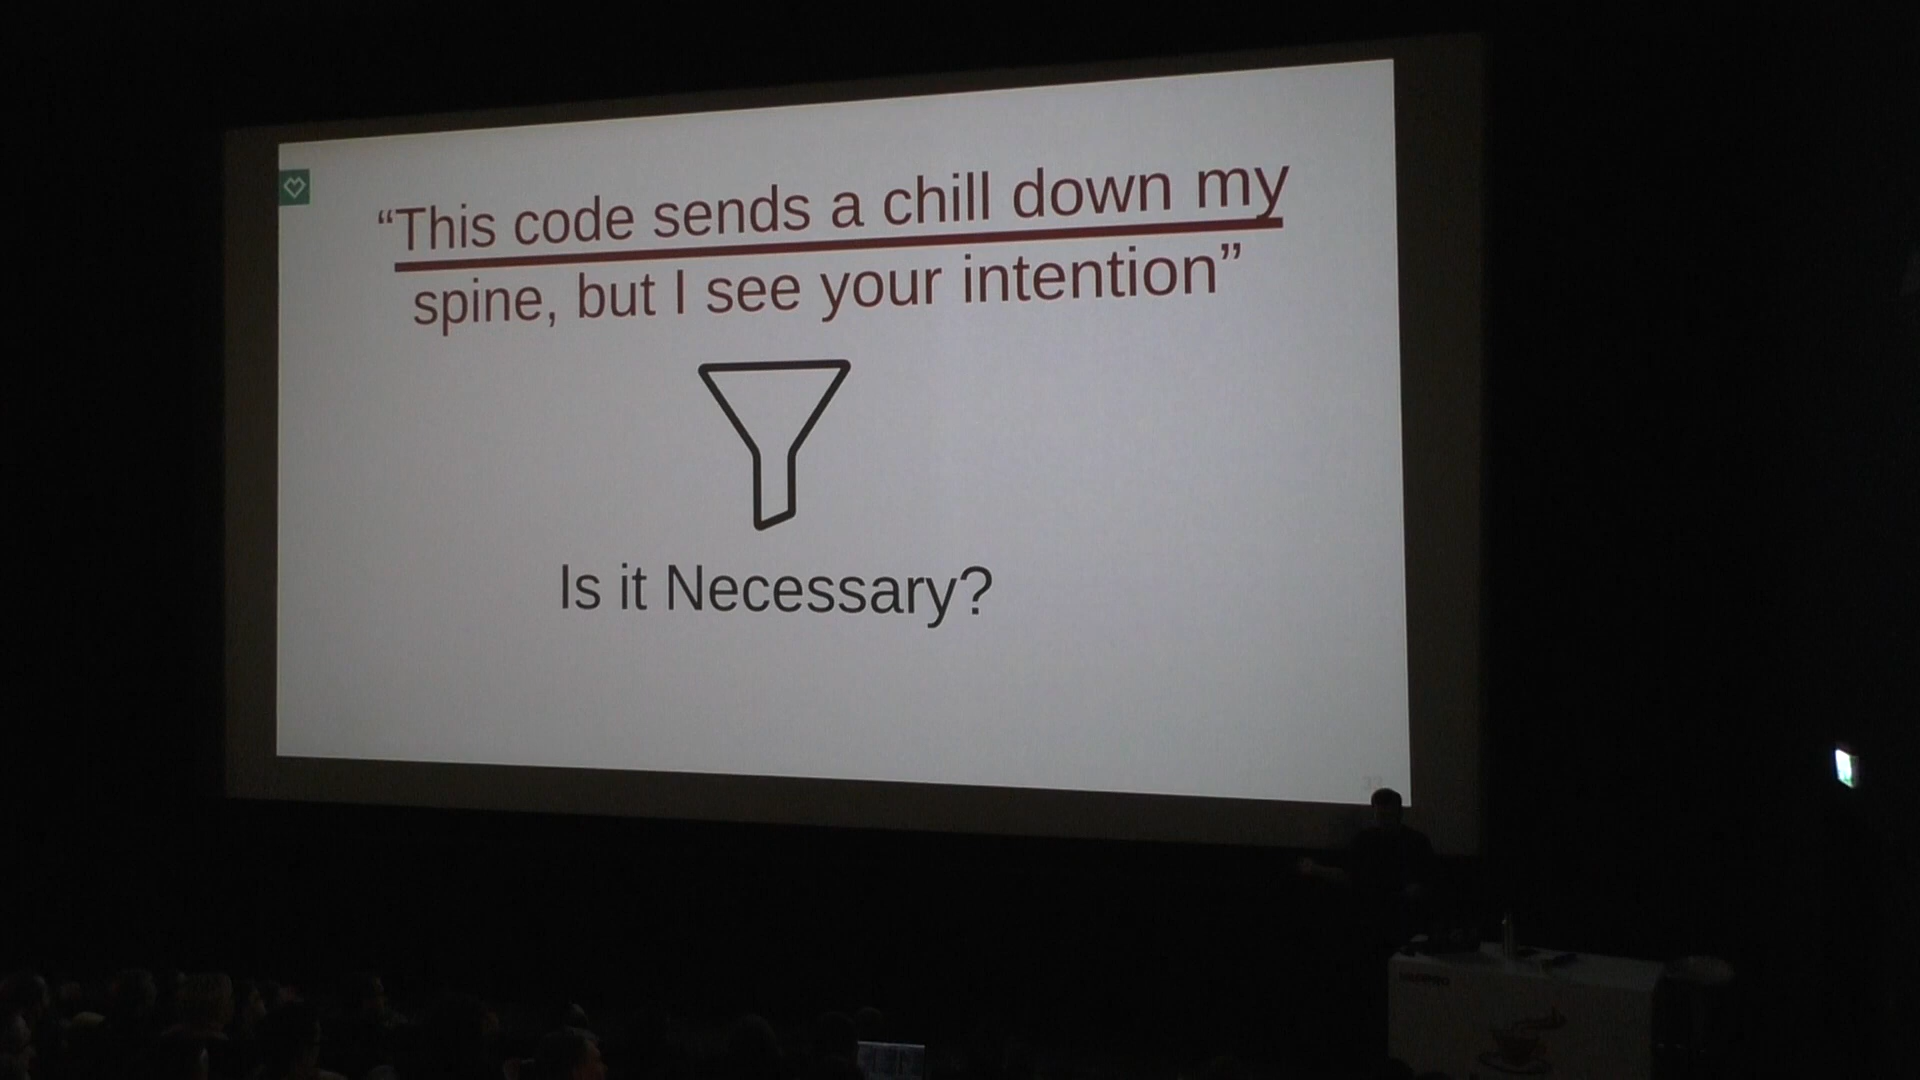 “This code sends a chill down my
spine, but I see your intention”
Is it Necessary?